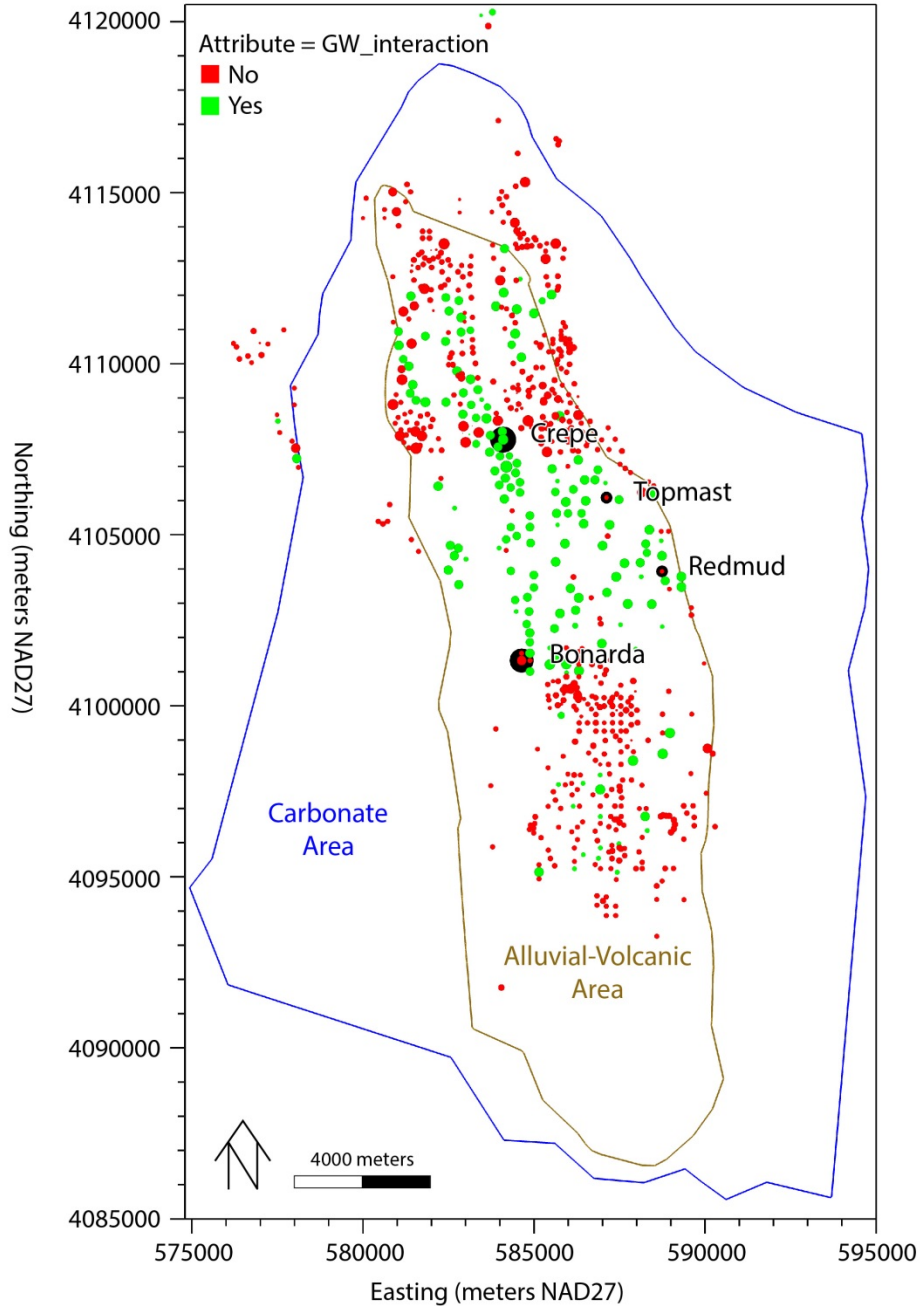 4120000
Attribute = GW_interaction
No
Yes
4115000
4110000
Crepe
Topmast
4105000
Redmud
Northing (meters NAD27)
Bonarda
4100000
Carbonate
Area
4095000
Alluvial-Volcanic
Area
4090000
N
4000 meters
4085000
575000 580000 585000 590000 595000
Easting (meters NAD27)